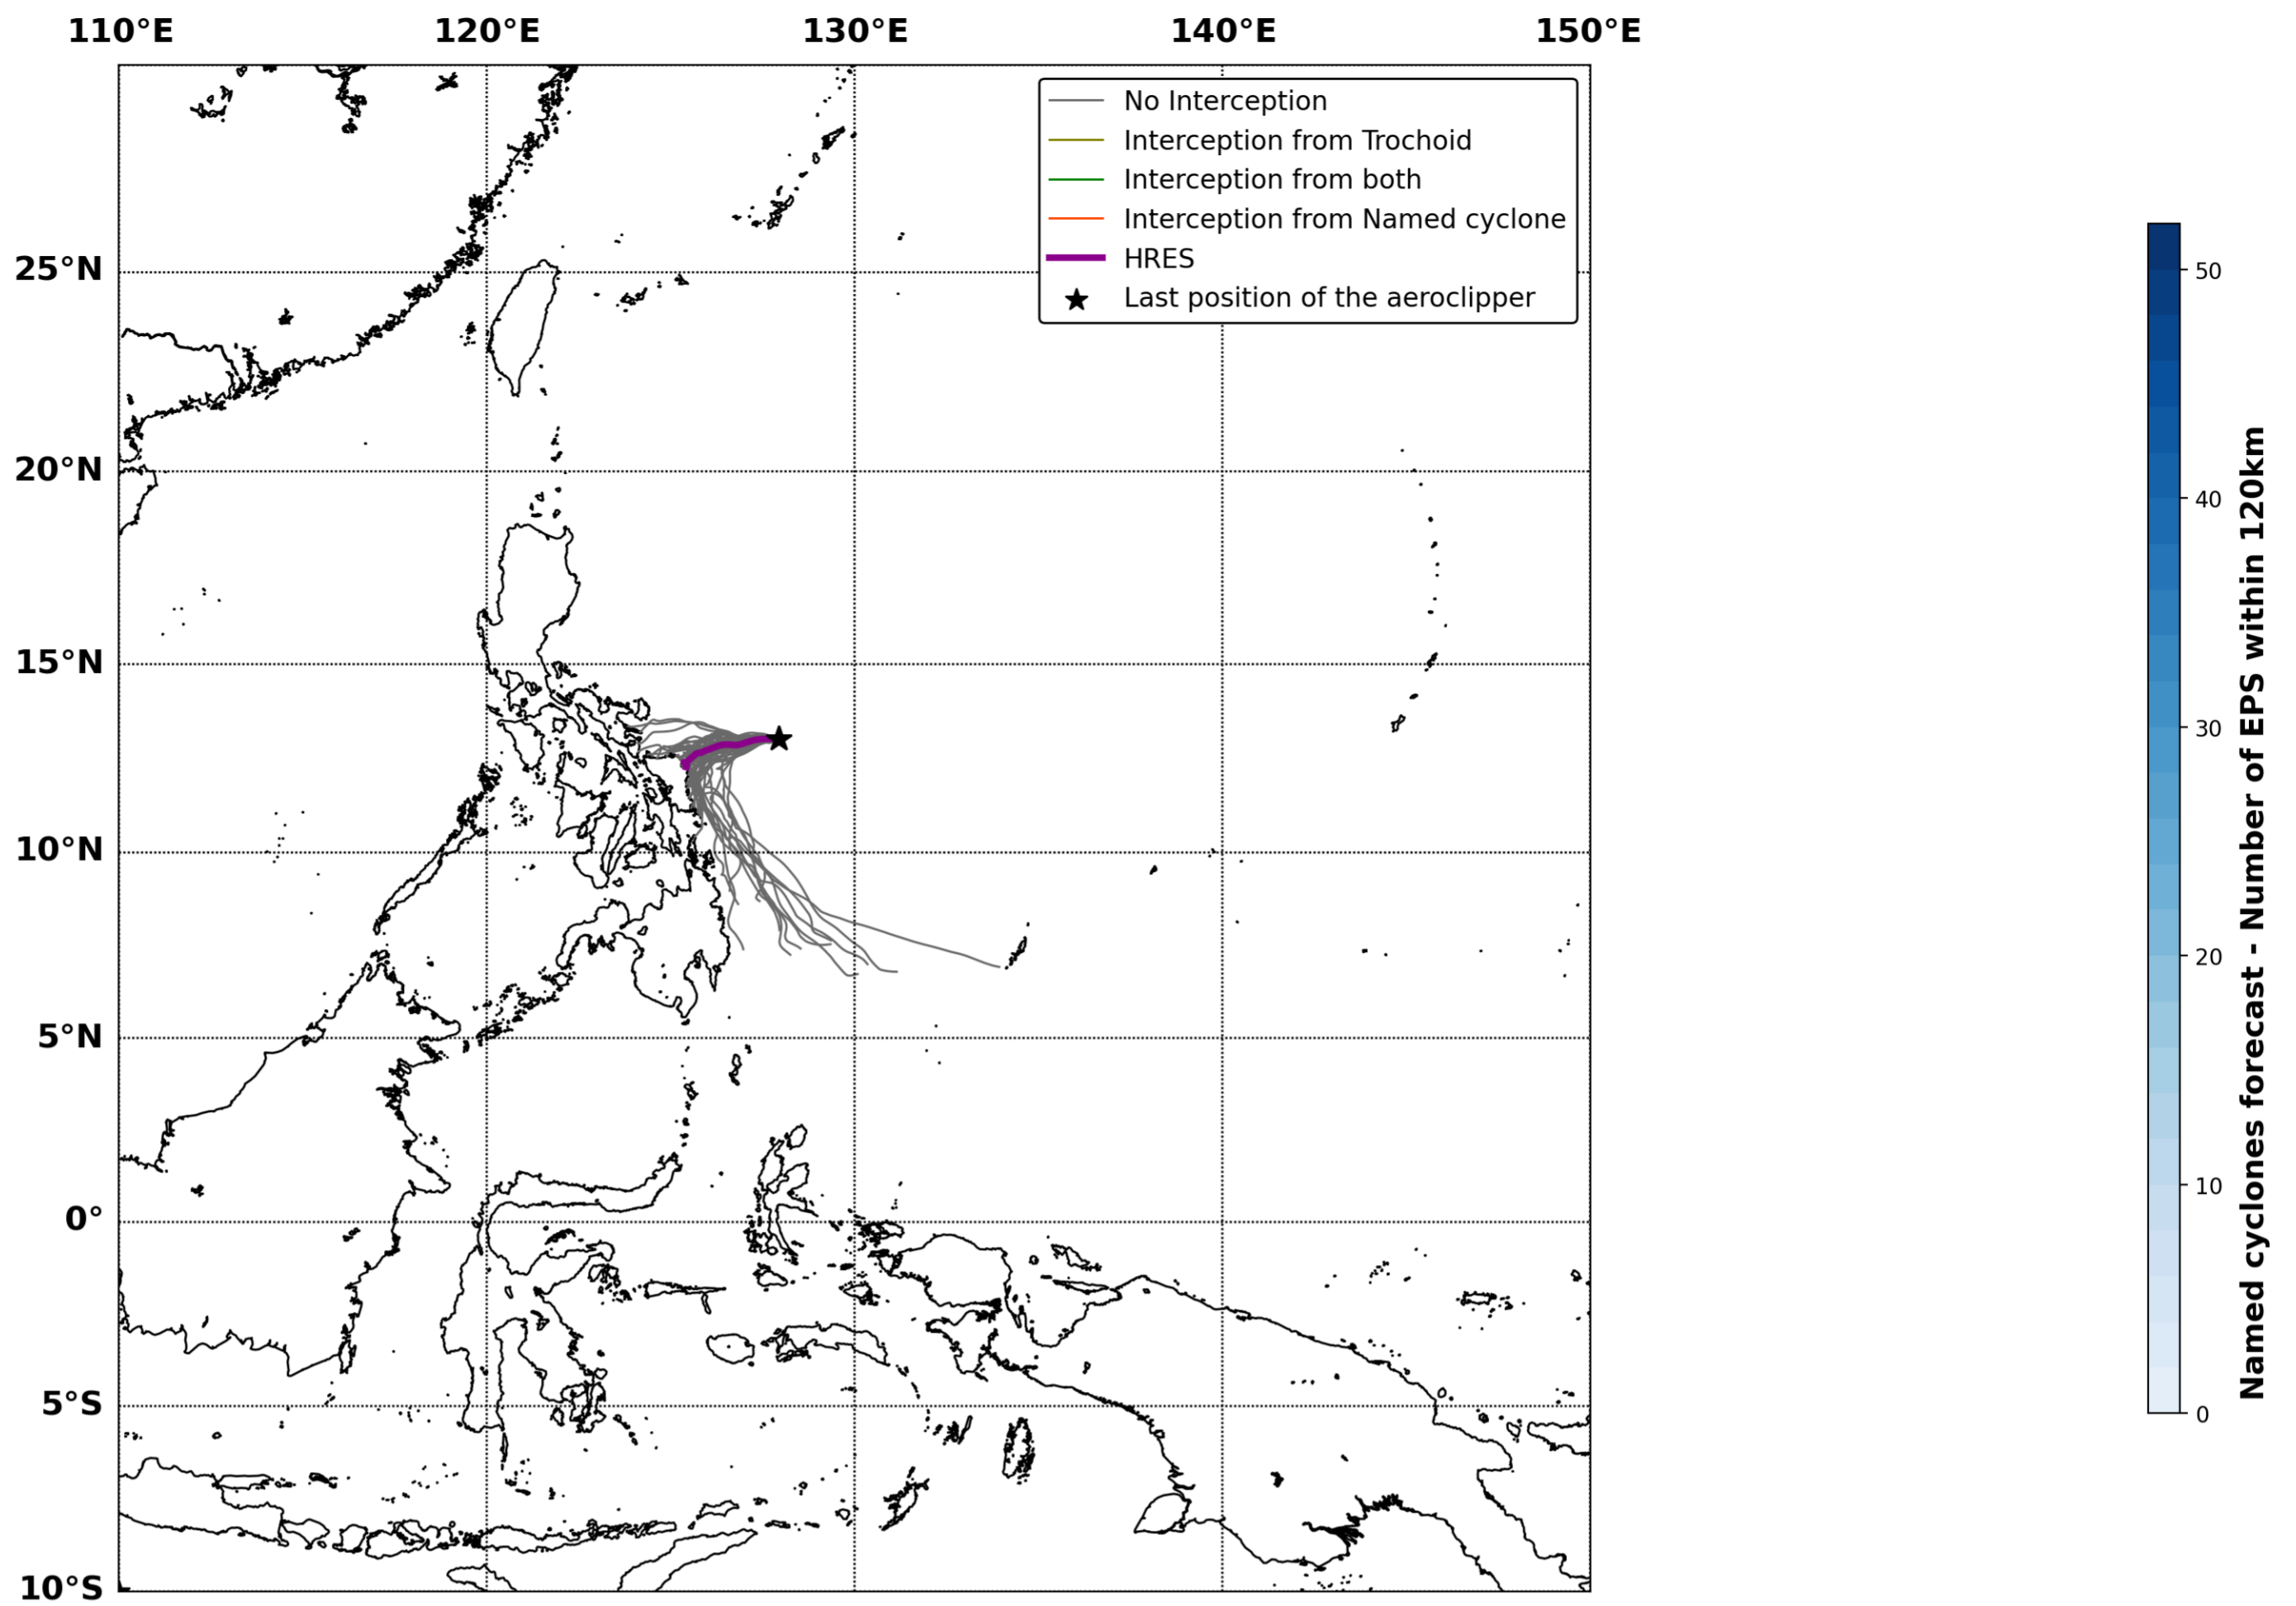 110°E 120°E 130°E 140°E 150°E
No Interception
Interception from Trochoid
Interception from both
Interception from Named cyclone
HRES
Last position of the aeroclipper
25°N
20°N
15°N
10°N
5°N
0°
5°S
10°S
50
40
30
20
10
0
Named cyclones forecast - Number of EPS within 120km